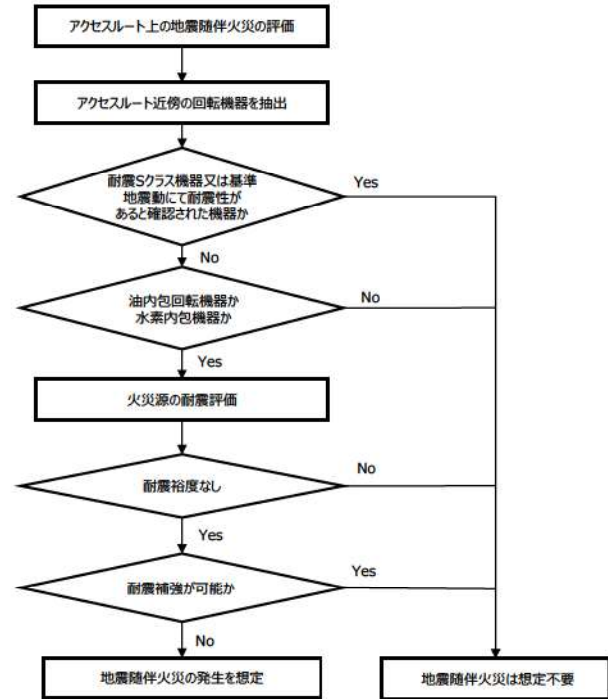 アクセスルート上の地震随伴火災の評価
アクセスルート近傍の回転機器を抽出
耐震Sクラス機器又は基準
地震動にて耐震性が
あると確認された機器か
Yes
No
油内包回転機器か
水素内包機器か
No
Yes
火災源の耐震評価
耐震裕度なし
No
Yes
耐震補強が可能か
Yes
No
地震随伴火災の発生を想定
地震随伴火災は想定不要